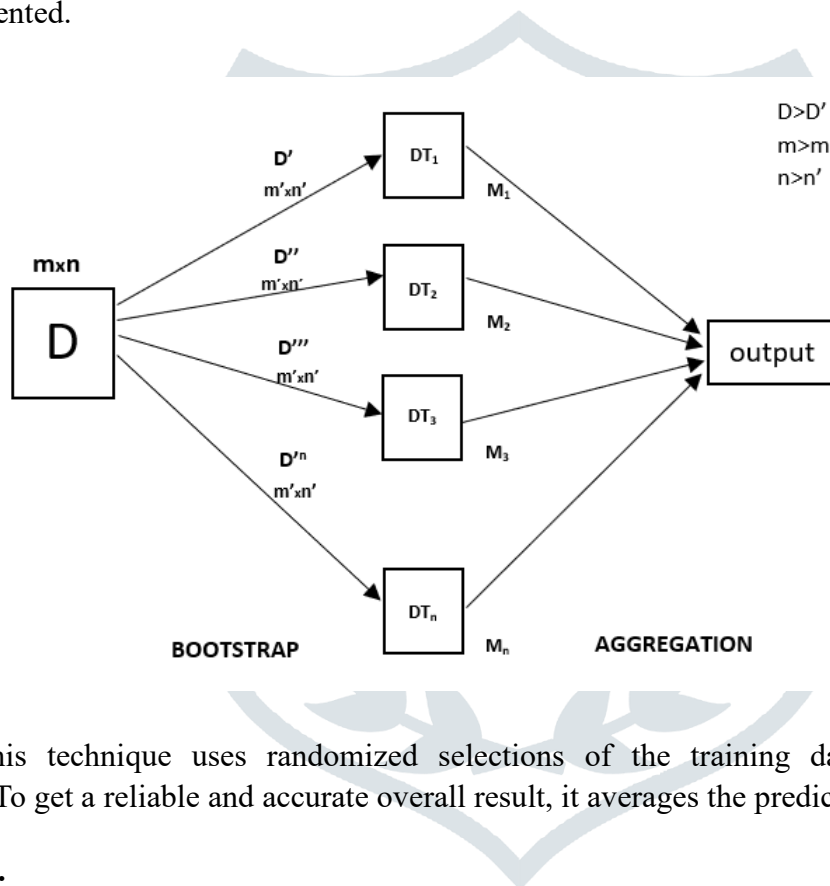 ented.
D>D’
m>m
n>n’
D’
m’xn’
DT₁
M₁
mxn
D
D’’
m’xn’
DT₂
M₂
D’’’
m’xn’
DT₃
M₃
output
D’ⁿ
m’xn’
DTₙ
Mₙ
BOOTSTRAP
AGGREGATION
his technique uses randomized selections of the training da
To get a reliable and accurate overall result, it averages the predic
.